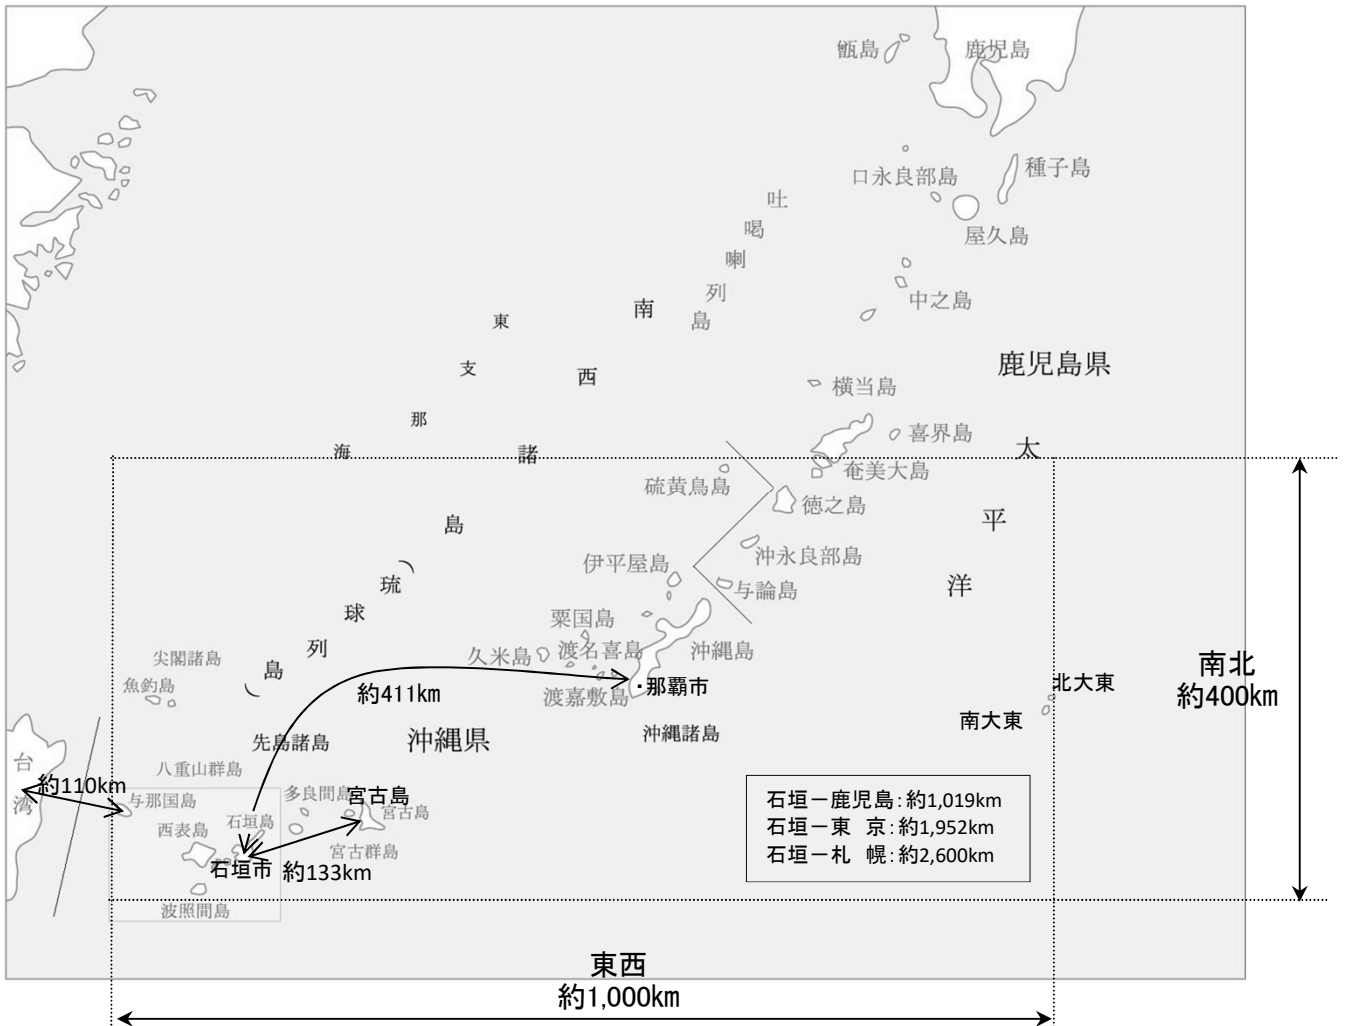 甑島
鹿児島
種子島
口永良部島
屋久島
吐
喝
喇
列
島
中之島
南
西
諸
島
東
支
那
海
鹿児島県
横当島
喜界島
奄美大島
太
平
洋
硫黄鳥島
徳之島
沖永良部島
伊平屋島
与論島
(
琉
球
列
島
)
粟国島
久米島
渡名喜島
沖縄島
渡嘉敷島
・那覇市
尖閣諸島
魚釣島
約411km
北大東
南大東
南北
約400km
先島諸島
沖縄県
沖縄諸島
台
湾
約110km
八重山群島
与那国島
西表島
石垣島
多良間島
宮古島
宮古島
宮古群島
石垣市
約133km
波照間島
石垣－鹿児島：約1,019km
石垣－東 京：約1,952km
石垣－札 幌：約2,600km
東西
約1,000km